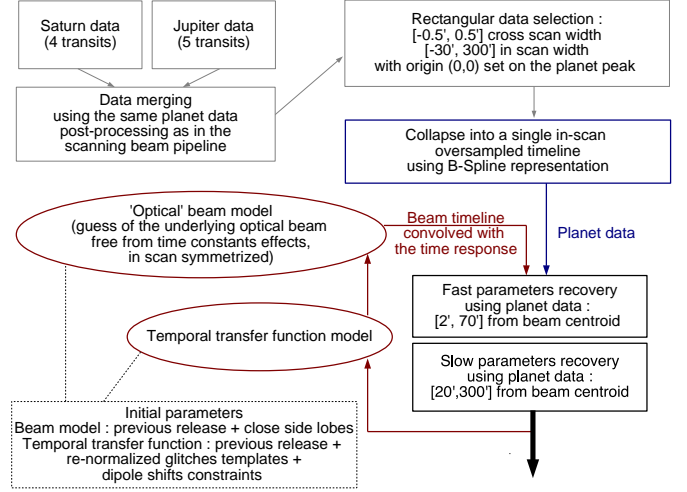 Saturn data
(4 transits)
Jupiter data
(5 transits)
Rectangular data selection :
[-0.5', 0.5'] cross scan width
[-30', 300'] in scan width
with origin (0,0) set on the planet peak
Data merging
using the same planet data
post-processing as in the
scanning beam pipeline
Collapse into a single in-scan
oversampled timeline
using B-Spline representation
'Optical' beam model
(guess of the underlying optical beam
free from time constants effects,
in scan symmetrized)
Beam timeline
convolved with
the time response
Planet data
Fast parameters recovery
using planet data :
[2', 70'] from beam centroid
Temporal transfer function model
Slow parameters recovery
using planet data :
[20',300'] from beam centroid
Initial parameters
Beam model : previous release + close side lobes
Temporal transfer function : previous release +
re-normalized glitches templates +
dipole shifts constraints